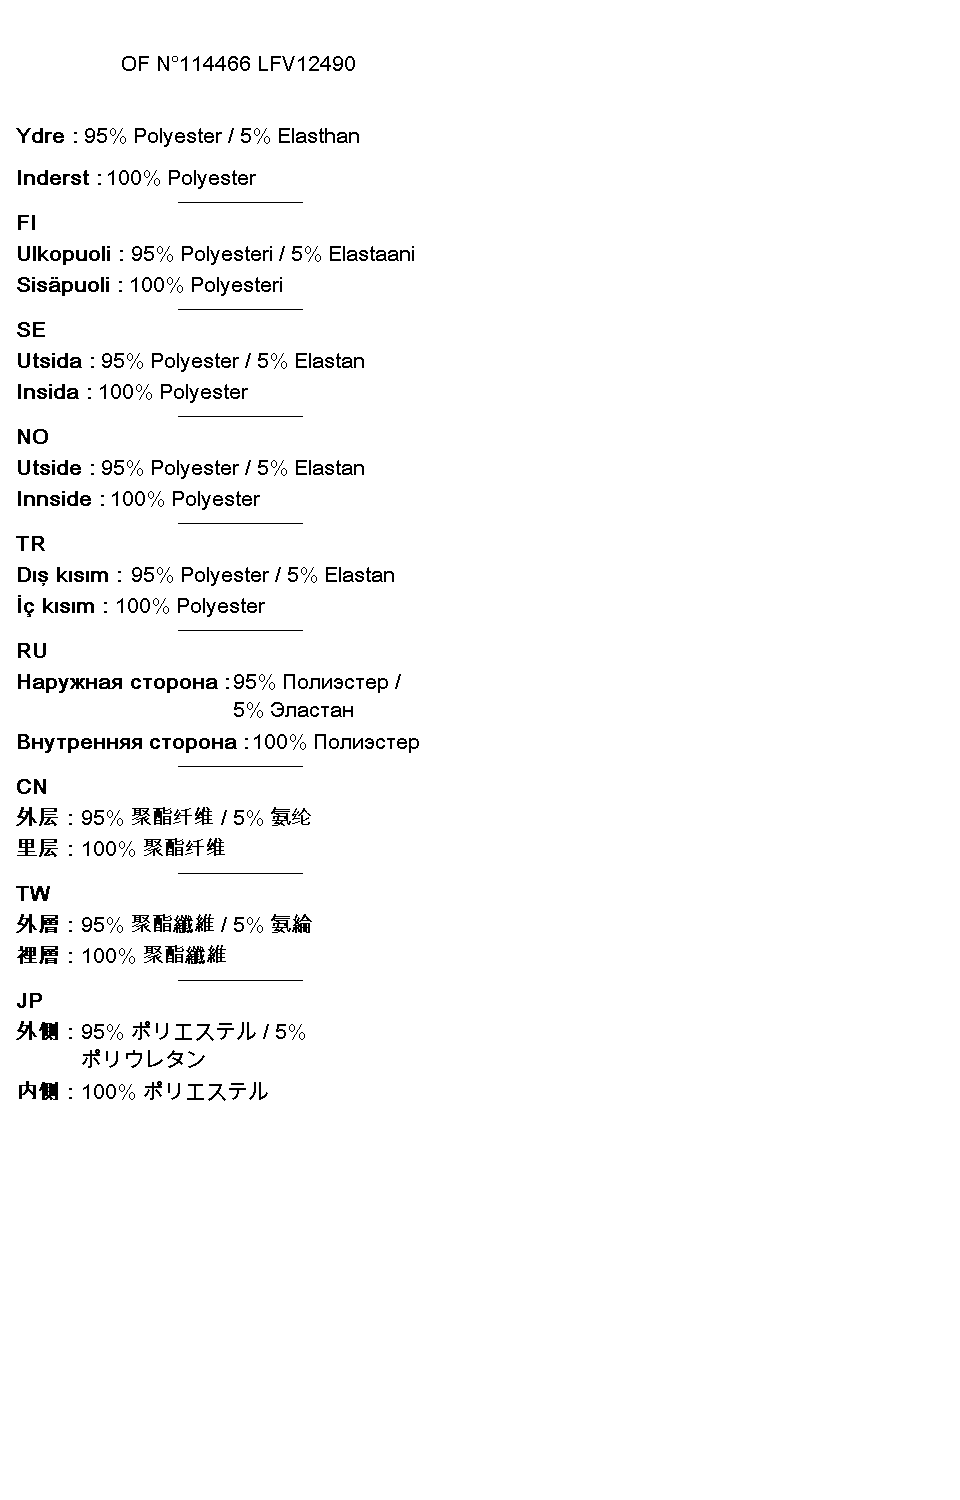 OF N°114466 LFV12490
Ydre : 95% Polyester / 5% Elasthan
Inderst : 100% Polyester
FI
Ulkopuoli : 95% Polyesteri / 5% Elastaani
Sisäpuoli : 100% Polyesteri
SE
Utsida : 95% Polyester / 5% Elastan
Insida : 100% Polyester
NO
Utside : 95% Polyester / 5% Elastan
Innside : 100% Polyester
TR
Dış kısım : 95% Polyester / 5% Elastan
İç kısım : 100% Polyester
RU
Наружная сторона : 95% Полиэстер /
5% Эластан
Внутренняя сторона : 100% Полиэстер
CN
外层 : 95% 聚酯纤维 / 5% 氨纶
里层 : 100% 聚酯纤维
TW
外層 : 95% 聚酯纖維 / 5% 氨綸
裡層 : 100% 聚酯纖維
JP
外側 : 95% ポリエステル / 5%
ポリウレタン
内側 : 100% ポリエステル